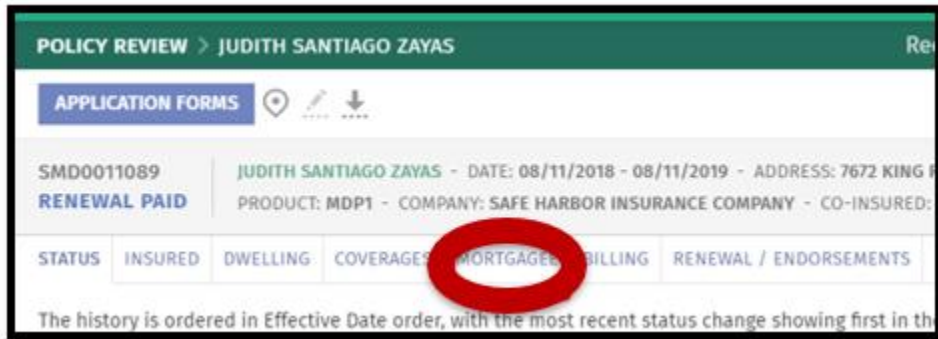 POLICY REVIEW > JUDITH SANTIAGO ZAYAS Re
APPLICATION FORMS
SMD0011089 JUDITH SANTIAGO ZAYAS - DATE: 08/11/2018 - 08/11/2019 - ADDRESS: 7672 KING
RENEWAL PAID PRODUCT: MDP1 - COMPANY: SAFE HARBOR INSURANCE COMPANY - CO-INSURED:
STATUS INSURED DWELLING COVERAGES MORTGAGEE BILLING RENEWAL / ENDORSEMENTS
The history is ordered in Effective Date order, with the most recent status change showing first in the